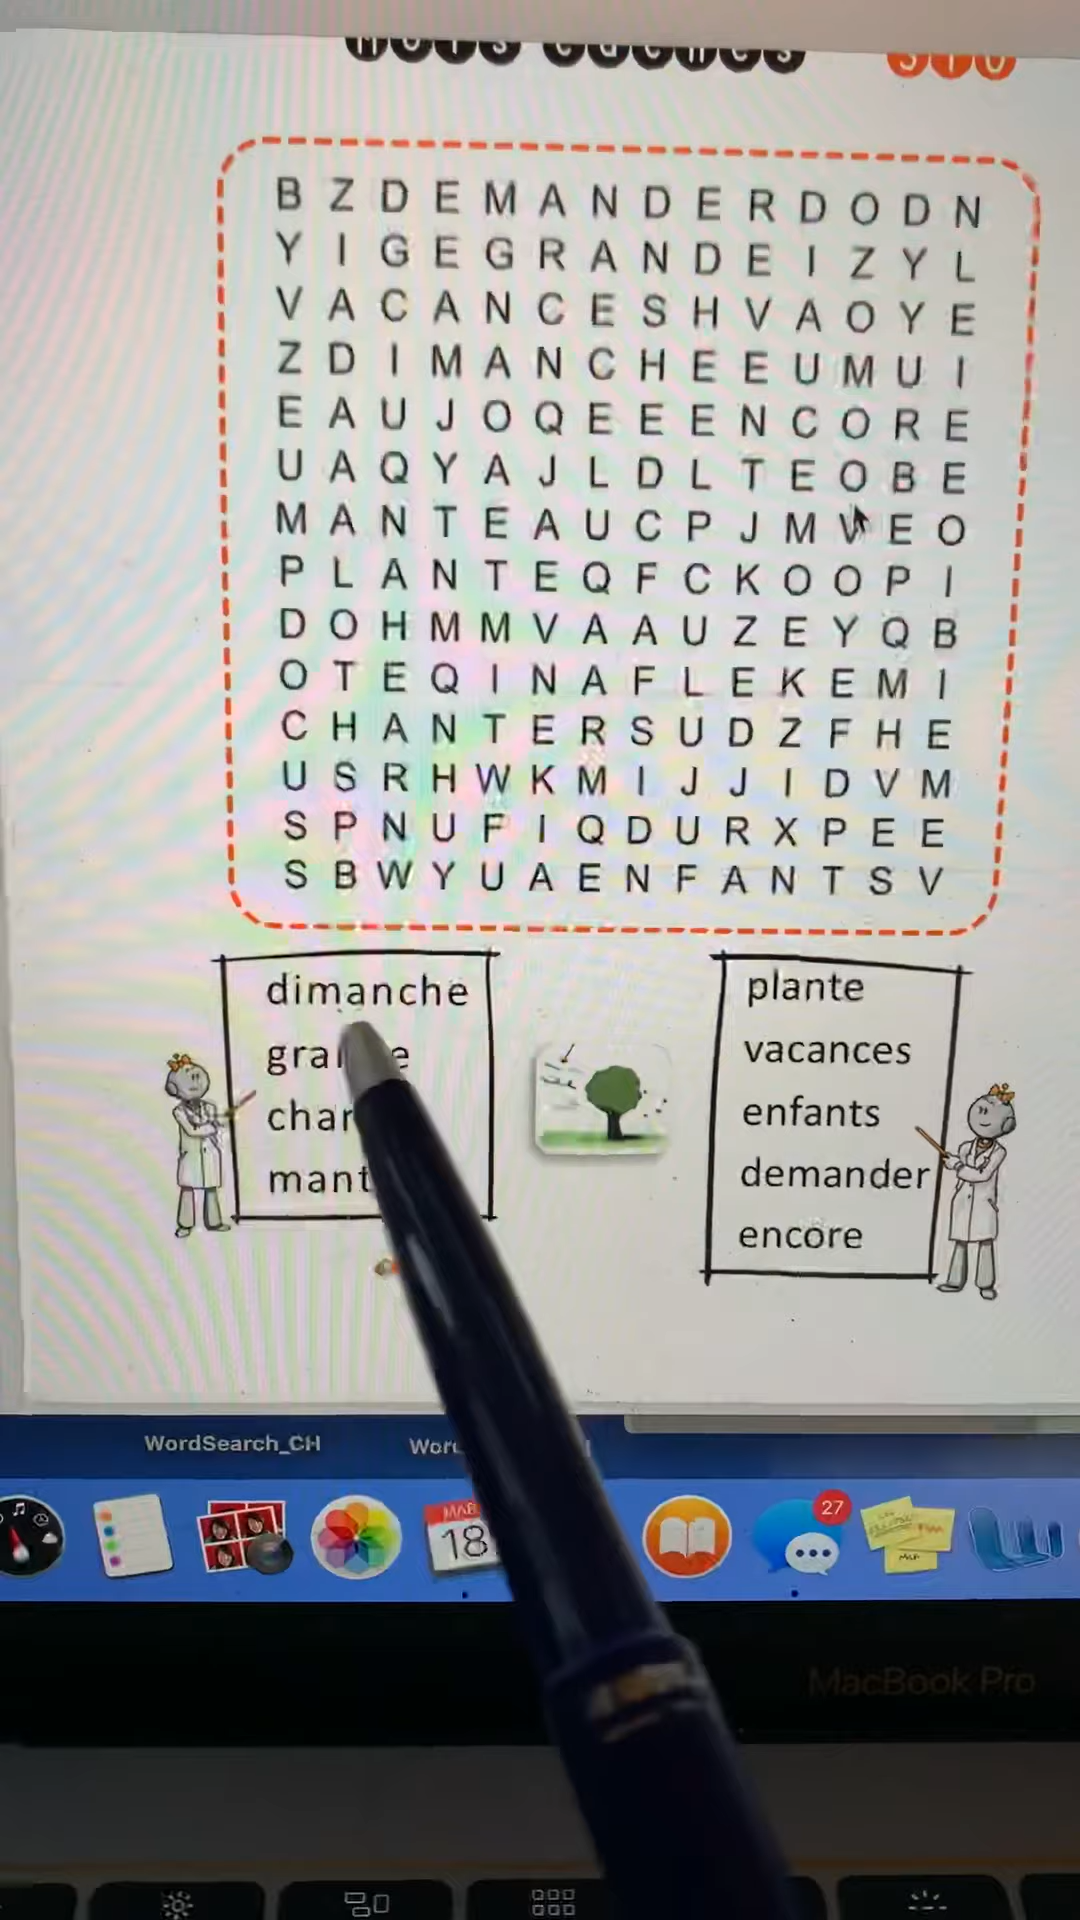 B Z D E M A N D E R D O D N
Y I G E G R A N D E I Z Y L
V A C A N C E S H V A O Y E
Z D I M A N C H E E U M U I
E A U J O Q E E E N C O R E
U A Q Y A J L D L T E O B E
M A N T E A U C P J M V E O
P L A N T E Q F C K O O P I
D O H M M V A A U Z E Y Q B
O T E Q I N A F L E K E M I
C H A N T E R S U D Z F H E
U S R H W K M I J J I D V M
S P N U F I Q D U R X P E E
S B W Y U A E N F A N T S V
dimanche
plante
vacances
enfants
demander
encore
WordSearch_CH
27
18
MacBook Pro